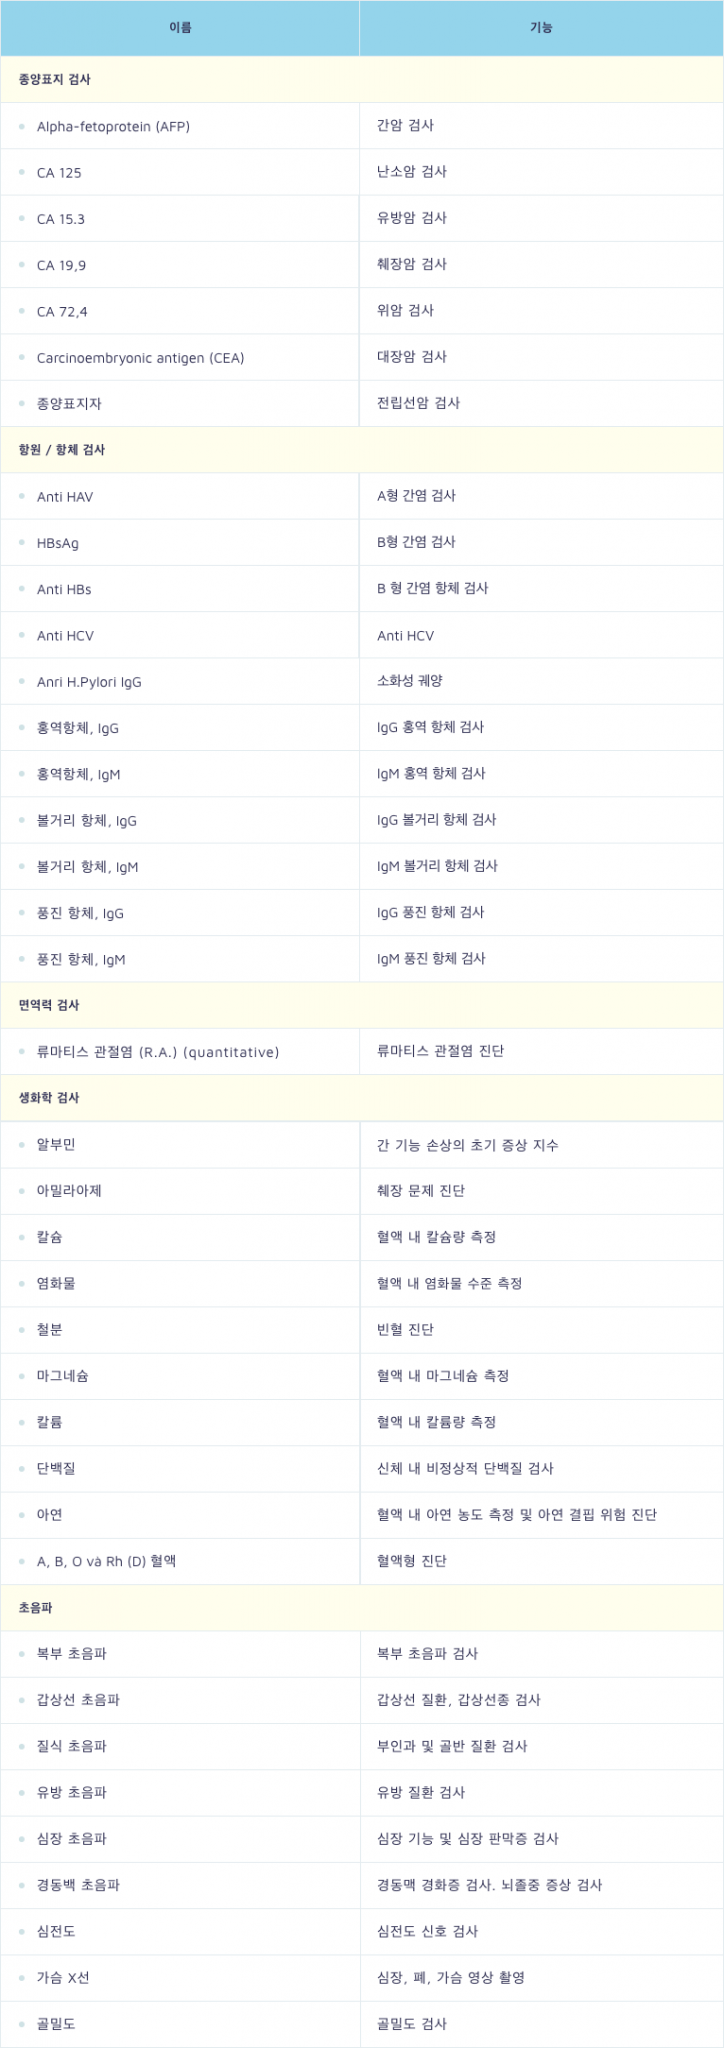 이름 기능
종양표지 검사
Alpha-fetoprotein (AFP) 간암 검사
CA 125 난소암 검사
CA 15.3 유방암 검사
CA 19,9 췌장암 검사
CA 72,4 위암 검사
Carcinoembryonic antigen (CEA) 대장암 검사
종양표지자 전립선암 검사
항원 / 항체 검사
Anti HAV A형 간염 검사
HBsAg B형 간염 검사
Anti HBs B 형 간염 항체 검사
Anti HCV Anti HCV
Anri H.Pylori IgG 소화성 궤양
홍역항체, IgG IgG 홍역 항체 검사
홍역항체, IgM IgM 홍역 항체 검사
볼거리 항체, IgG IgG 볼거리 항체 검사
볼거리 항체, IgM IgM 볼거리 항체 검사
풍진 항체, IgG IgG 풍진 항체 검사
풍진 항체, IgM IgM 풍진 항체 검사
면역력 검사
류마티스 관절염 (R.A.) (quantitative) 류마티스 관절염 진단
생화학 검사
알부민 간 기능 손상의 초기 증상 지수
아밀라아제 췌장 문제 진단
칼슘 혈액 내 칼슘량 측정
염화물 혈액 내 염화물 수준 측정
철분 빈혈 진단
마그네슘 혈액 내 마그네슘 측정
칼륨 혈액 내 칼륨량 측정
단백질 신체 내 비정상적 단백질 검사
아연 혈액 내 아연 농도 측정 및 아연 결핍 위험 진단
A, B, O và Rh (D) 혈액 혈액형 진단
초음파
복부 초음파 복부 초음파 검사
갑상선 초음파 갑상선 질환, 갑상선종 검사
질식 초음파 부인과 및 골반 질환 검사
유방 초음파 유방 질환 검사
심장 초음파 심장 기능 및 심장 판막증 검사
경동백 초음파 경동맥 경화증 검사. 뇌졸중 증상 검사
심전도 심전도 신호 검사
가슴 X선 심장, 폐, 가슴 영상 촬영
골밀도 골밀도 검사